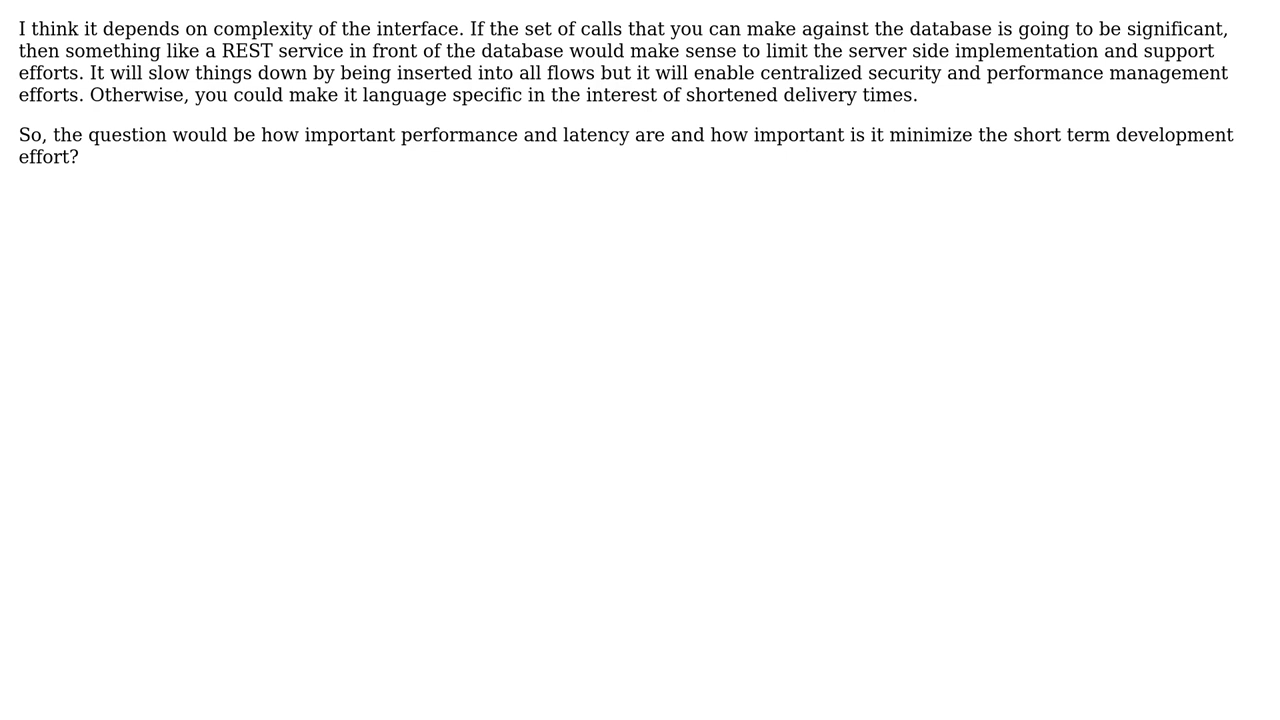 I think it depends on complexity of the interface. If the set of calls that you can make against the database is going to be significant,
then something like a REST service in front of the database would make sense to limit the server side implementation and support
efforts. It will slow things down by being inserted into all flows but it will enable centralized security and performance management
efforts. Otherwise, you could make it language specific in the interest of shortened delivery times.
So, the question would be how important performance and latency are and how important is it minimize the short term development
effort?